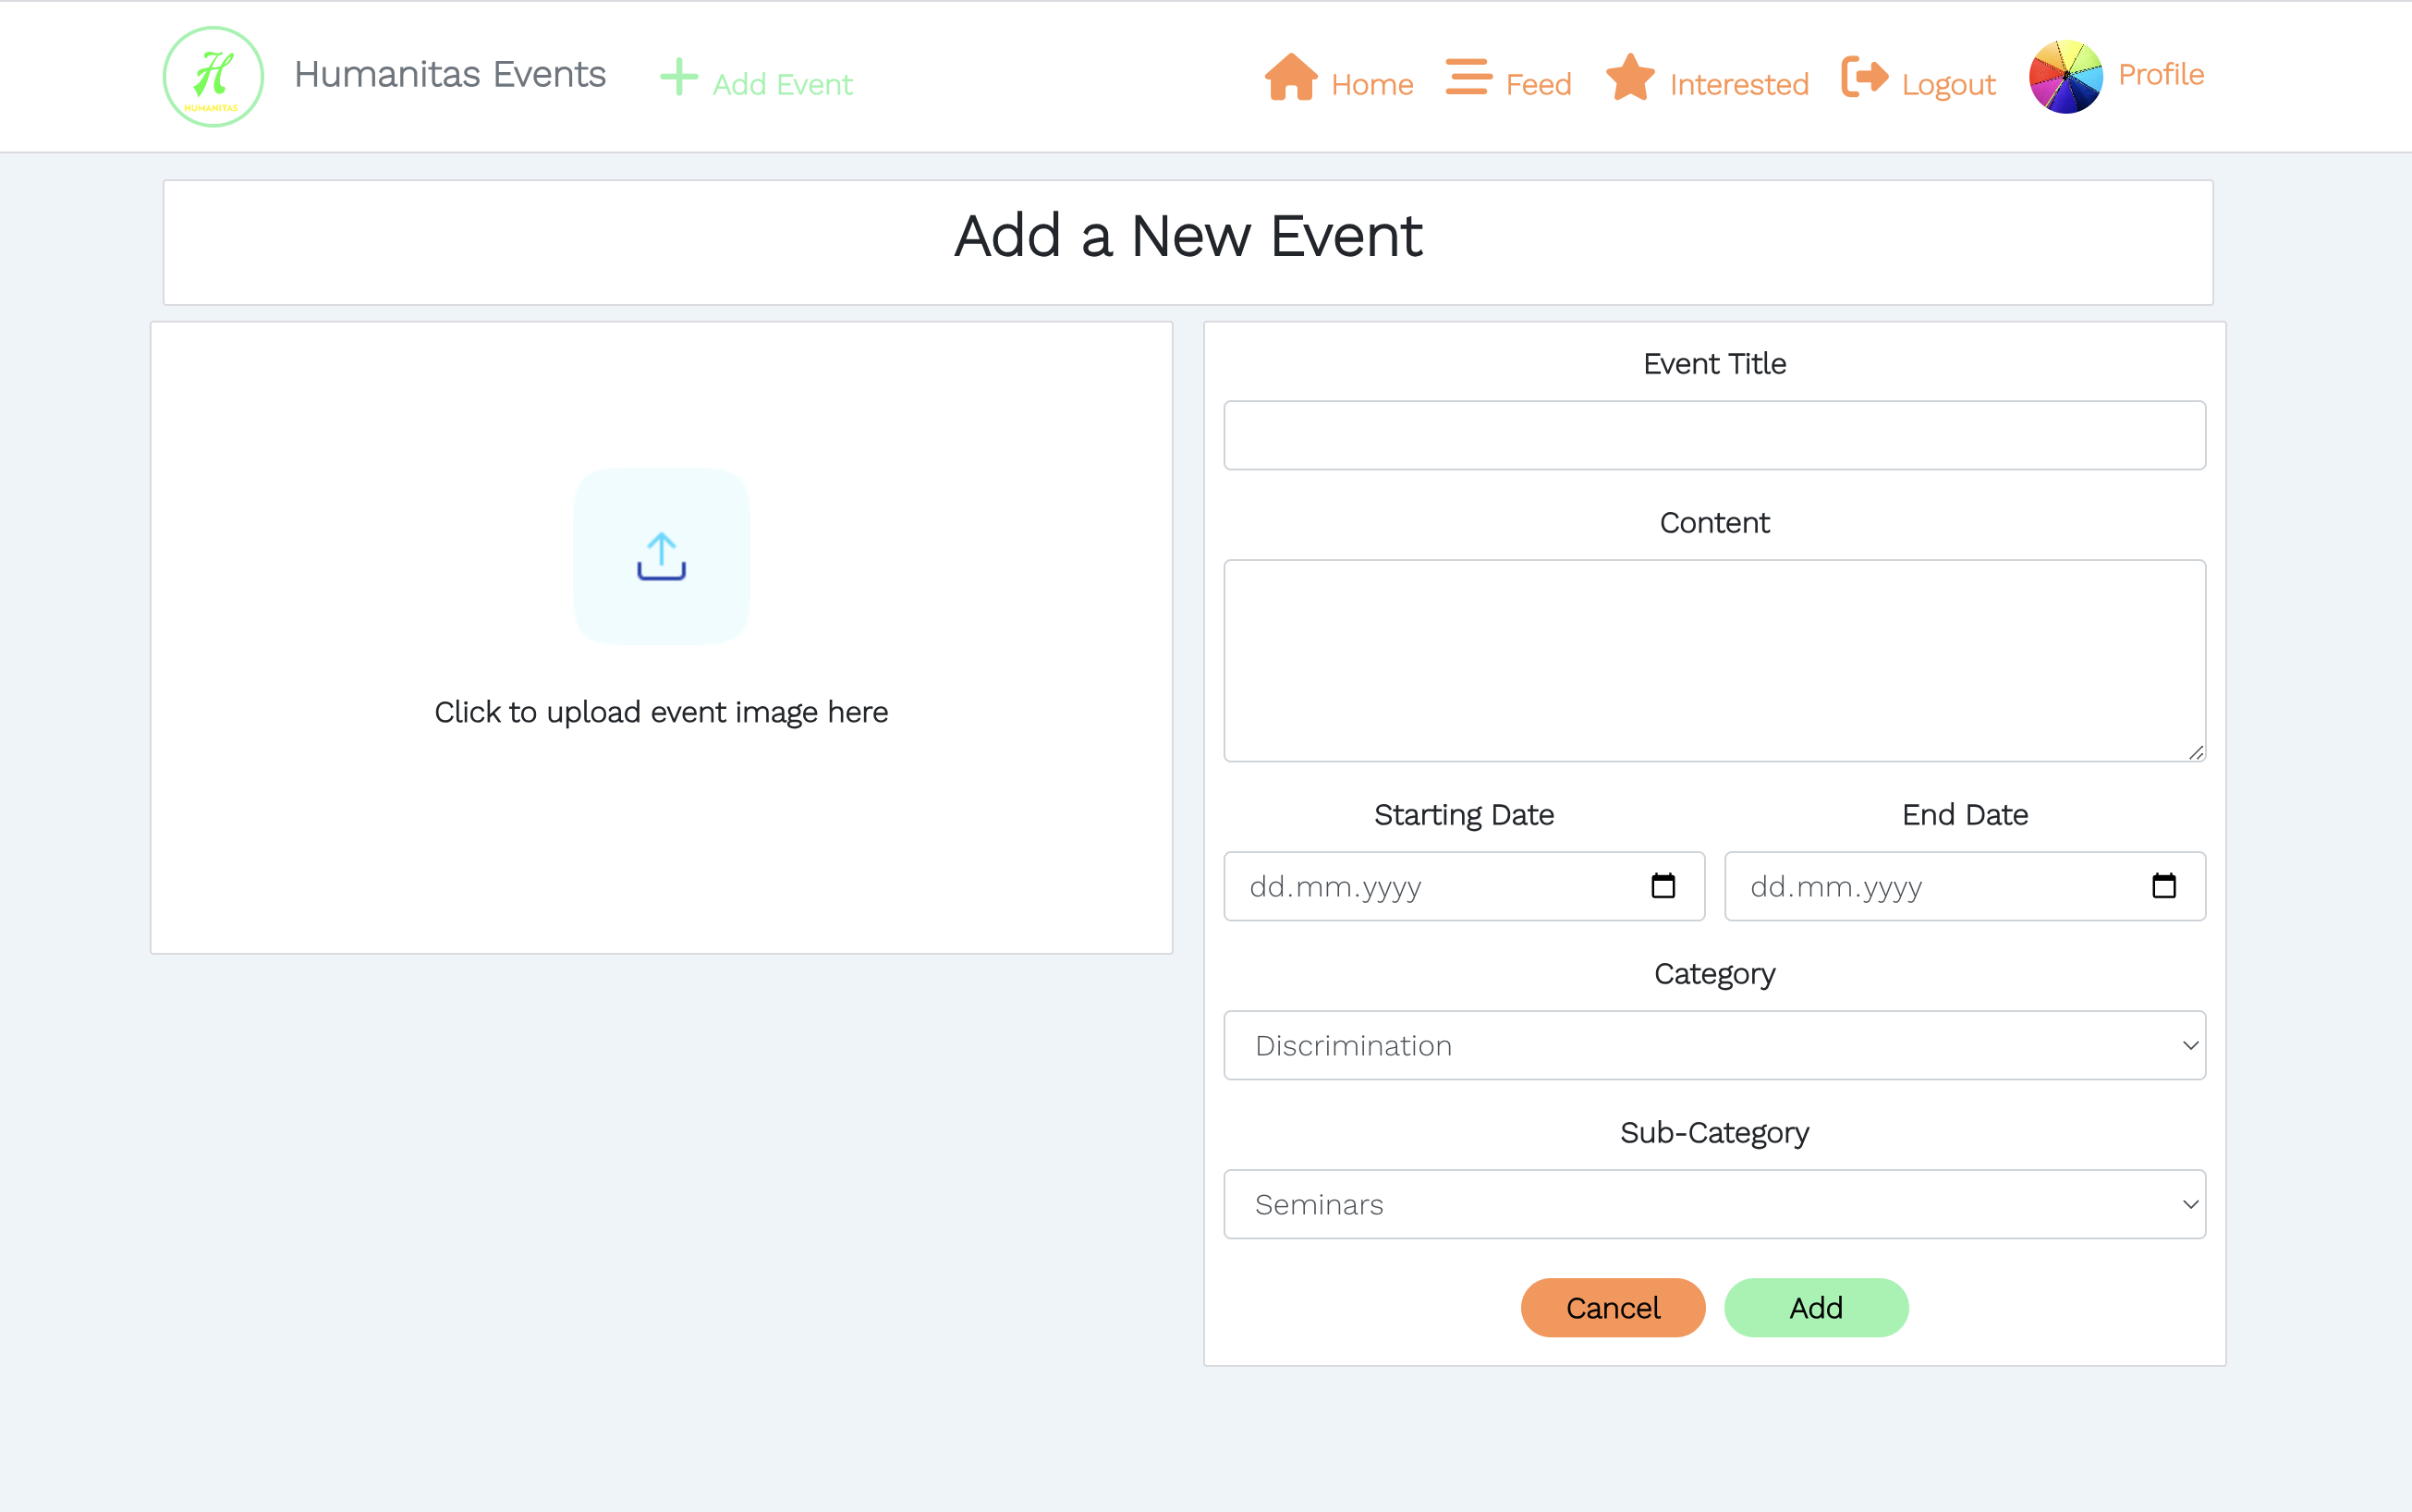 H
HUMANITAS
Humanitas Events
Add Event
Home
Feed
Interested
Logout
Profile
Add a New Event
Click to upload event image here
Event Title
Content
Starting Date
End Date
dd.mm.yyyy
dd.mm.yyyy
Category
Discrimination
Sub-Category
Seminars
Cancel
Add